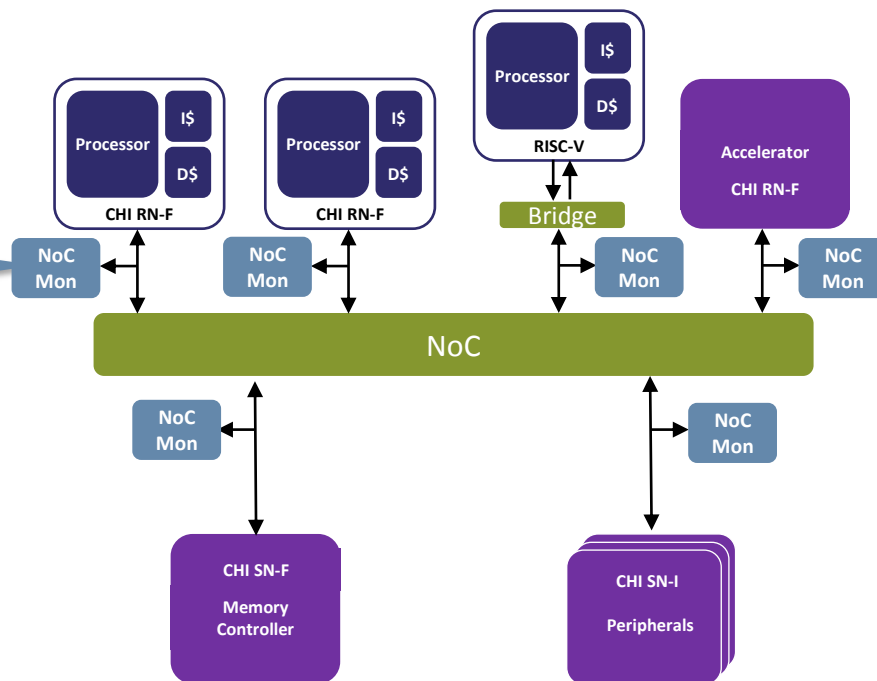 Processor
I$
D$
CHI RN-F
Processor
I$
D$
CHI RN-F
Processor
I$
D$
RISC-V
Bridge
Accelerator
CHI RN-F
NoC
Mon
NoC
Mon
NoC
Mon
NoC
Mon
NoC
NoC
Mon
NoC
Mon
CHI SN-F
Memory
Controller
CHI SN-I
Peripherals